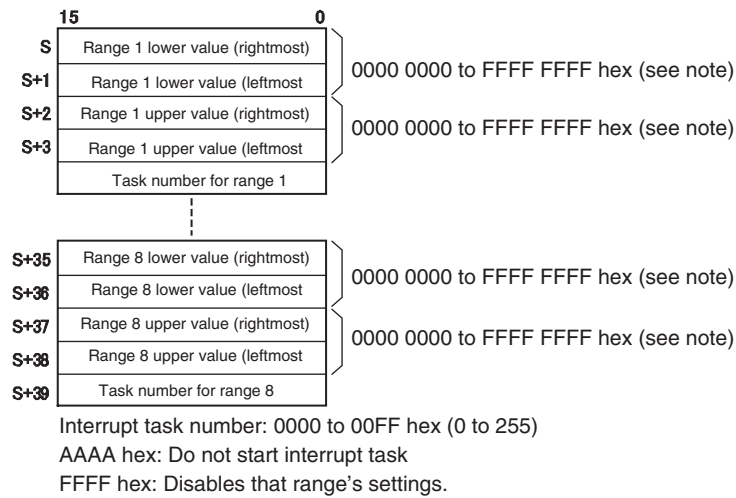 15 0
S Range 1 lower value (rightmost) 0000 0000 to FFFF FFFF hex (see note)
S+1 Range 1 lower value (leftmost
S+2 Range 1 upper value (rightmost) 0000 0000 to FFFF FFFF hex (see note)
S+3 Range 1 upper value (leftmost
Task number for range 1
S+35 Range 8 lower value (rightmost) 0000 0000 to FFFF FFFF hex (see note)
S+36 Range 8 lower value (leftmost
S+37 Range 8 upper value (rightmost) 0000 0000 to FFFF FFFF hex (see note)
S+38 Range 8 upper value (leftmost
S+39 Task number for range 8
Interrupt task number: 0000 to 00FF hex (0 to 255)
AAAA hex: Do not start interrupt task
FFFF hex: Disables that range's settings.